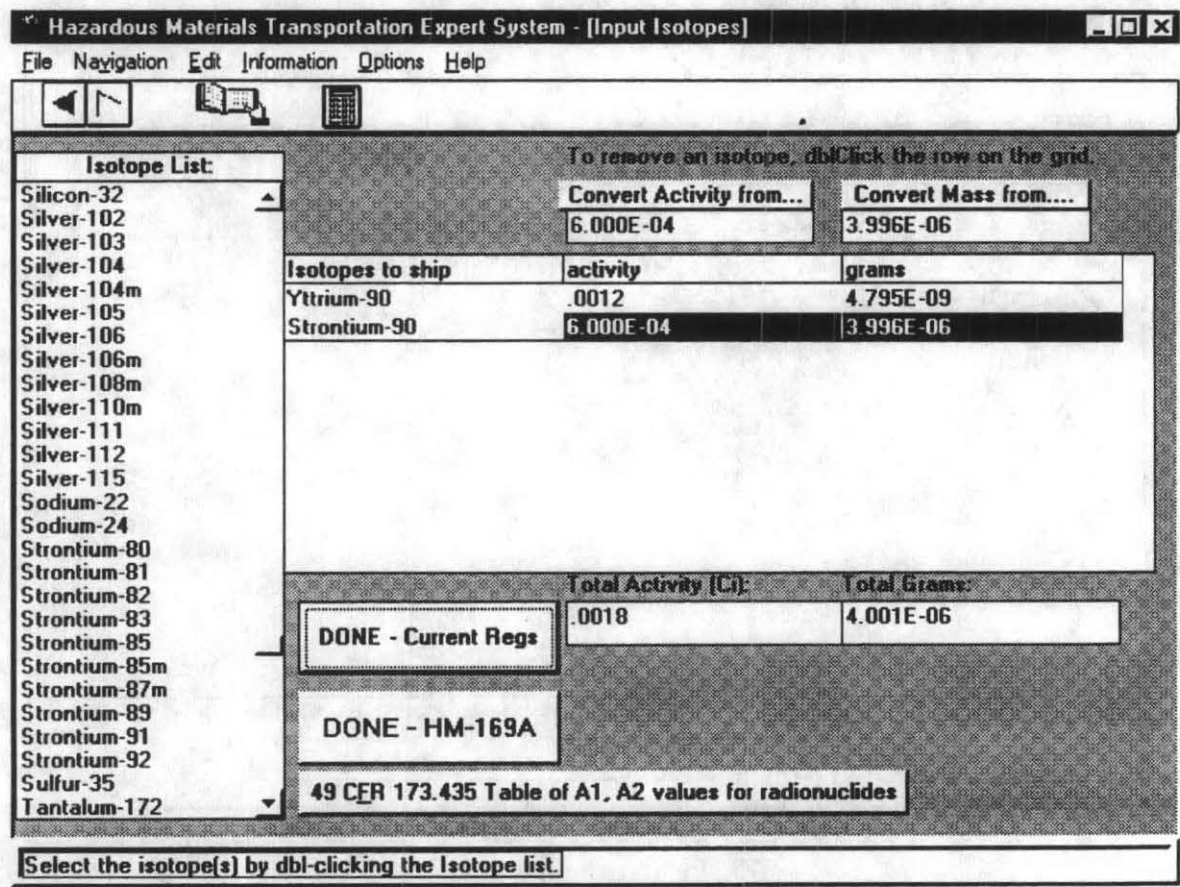 Hazardous Materials Transportation Expert System - [Input Isotopes]
File Navigation Edit Information Options Help
Isotope List:
Silicon-32
Silver-102
Silver-103
Silver-104
Silver-104m
Silver-105
Silver-106
Silver-106m
Silver-108m
Silver-110m
Silver-111
Silver-112
Silver-115
Sodium-22
Sodium-24
Strontium-80
Strontium-81
Strontium-82
Strontium-83
Strontium-85
Strontium-85m
Strontium-87m
Strontium-89
Strontium-91
Strontium-92
Sulfur-35
Tantalum-172
To remove an isotope, dblClick the row on the grid.
Convert Activity from... Convert Mass from....
6.000E-04 3.996E-06
Isotopes to ship activity grams
Yttrium-90 .0012 4.795E-09
Strontium-90 6.000E-04 3.996E-06
Total Activity (Ci): Total Grams:
.0018 4.001E-06
DONE - Current Regs
DONE - HM-169A
49 CFR 173.435 Table of A1, A2 values for radionuclides
Select the isotope(s) by dbl-clicking the Isotope list.